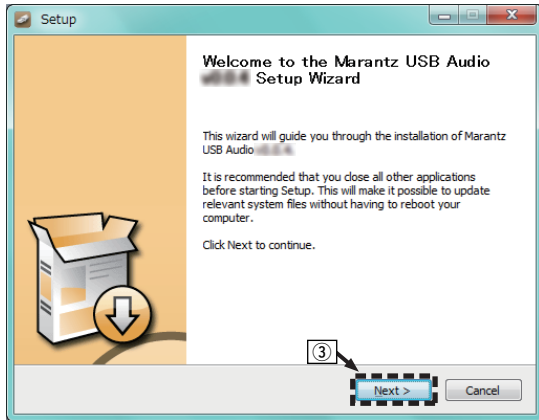 Setup
Welcome to the Marantz USB Audio
Setup Wizard
This wizard will guide you through the installation of Marantz
USB Audio
It is recommended that you close all other applications
before starting Setup. This will make it possible to update
relevant system files without having to reboot your
computer.
Click Next to continue.
③
Next >
Cancel